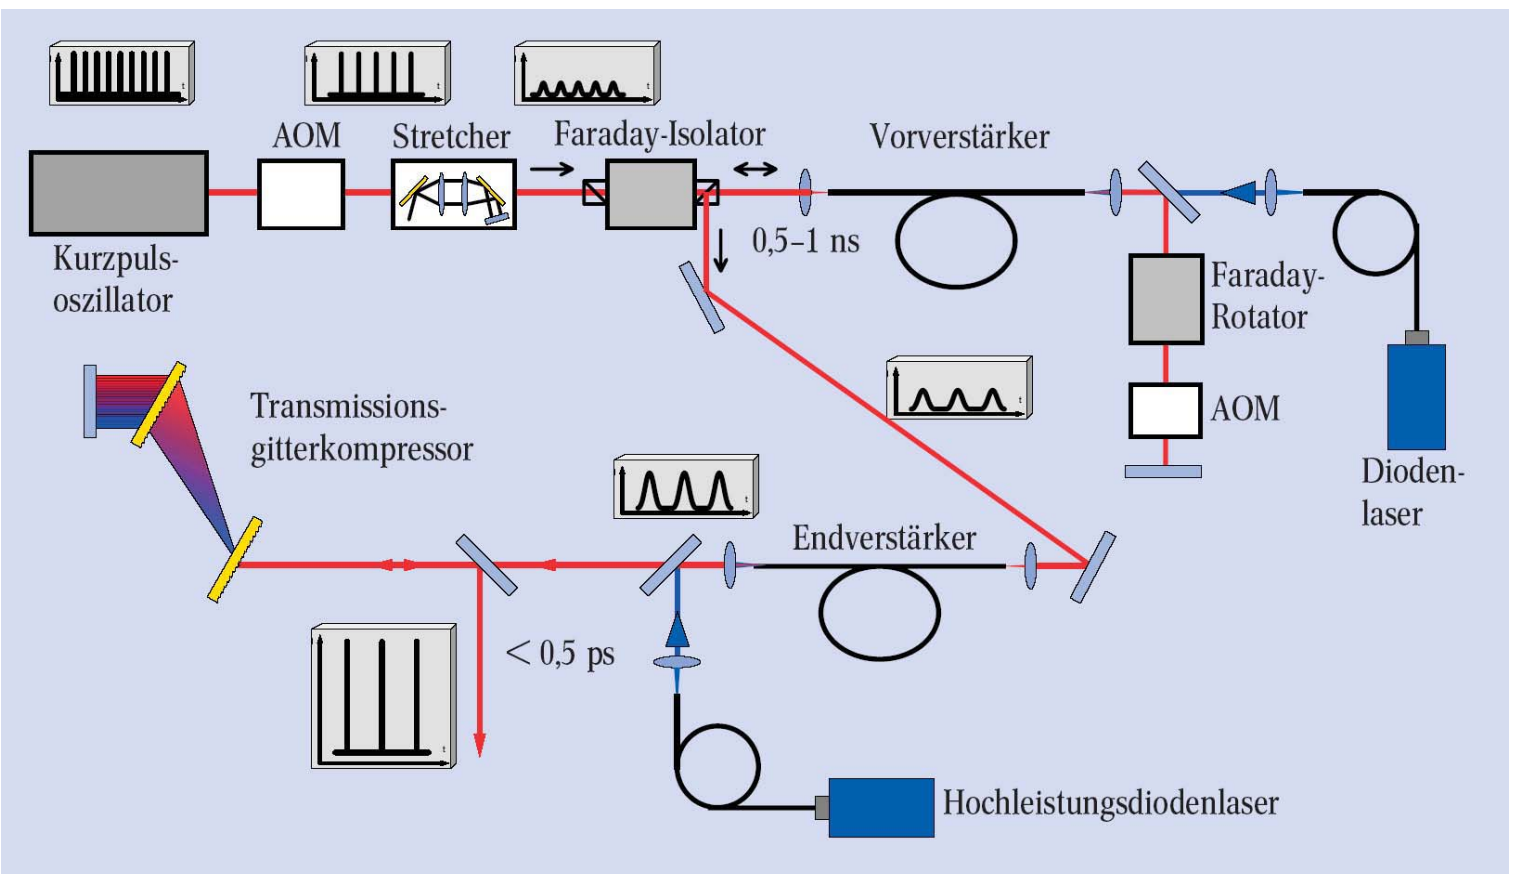 AOM
Stretcher
Faraday-Isolator
Vorverstärker
Kurzpuls-
oszillator
0,5–1 ns
Faraday-
Rotator
AOM
Dioden-
laser
Transmissions-
gitterkompressor
Endverstärker
< 0,5 ps
Hochleistungsdiodenlaser